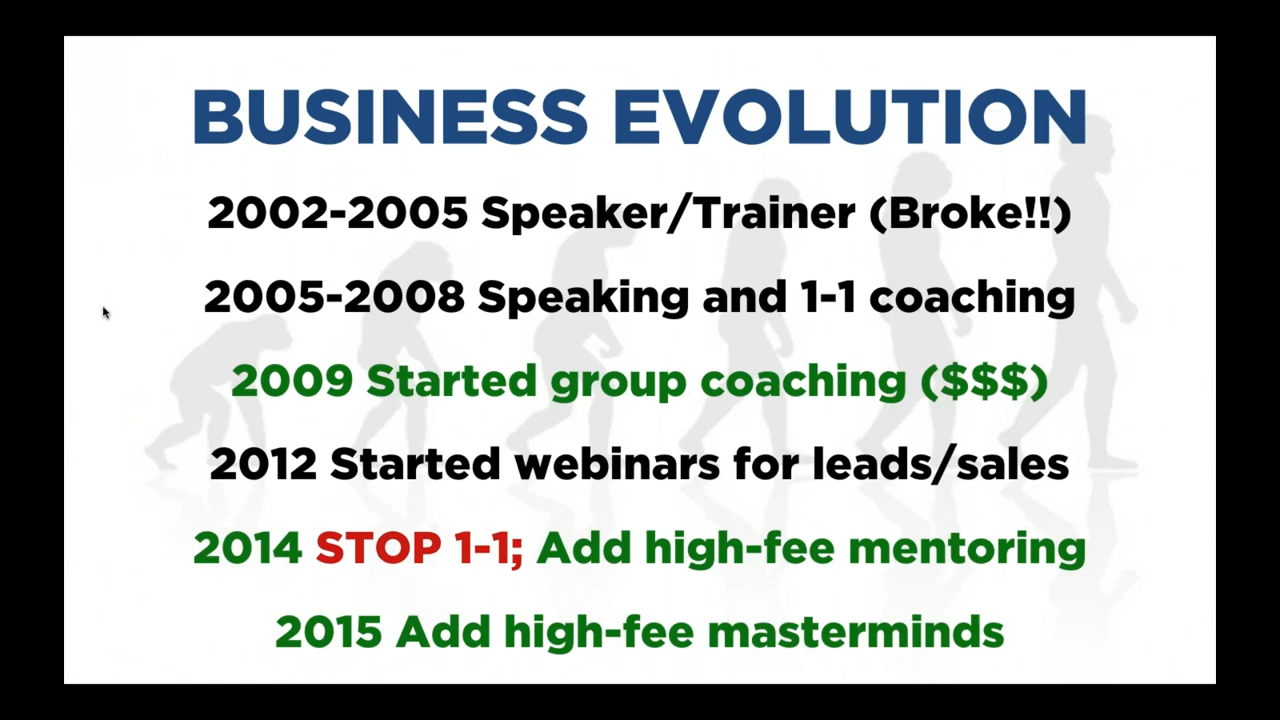 BUSINESS EVOLUTION
2002-2005 Speaker/Trainer (Broke!!)
2005-2008 Speaking and 1-1 coaching
2009 Started group coaching ($$$)
2012 Started webinars for leads/sales
2014 STOP 1-1; Add high-fee mentoring
2015 Add high-fee masterminds